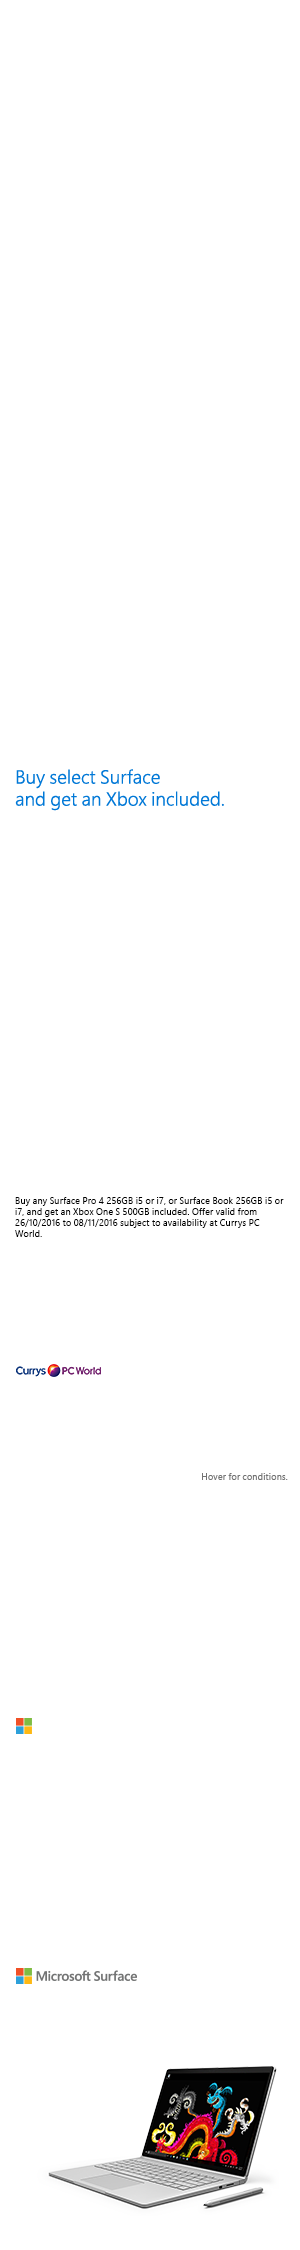 Buy select Surface
and get an Xbox included.
Buy any Surface Pro 4 256GB i5 or i7, or Surface Book 256GB i5 or
i7, and get an Xbox One S 500GB included. Offer valid from
26/10/2016 to 08/11/2016 subject to availability at Currys PC
World.
Currys PC World
Hover for conditions.
Microsoft Surface